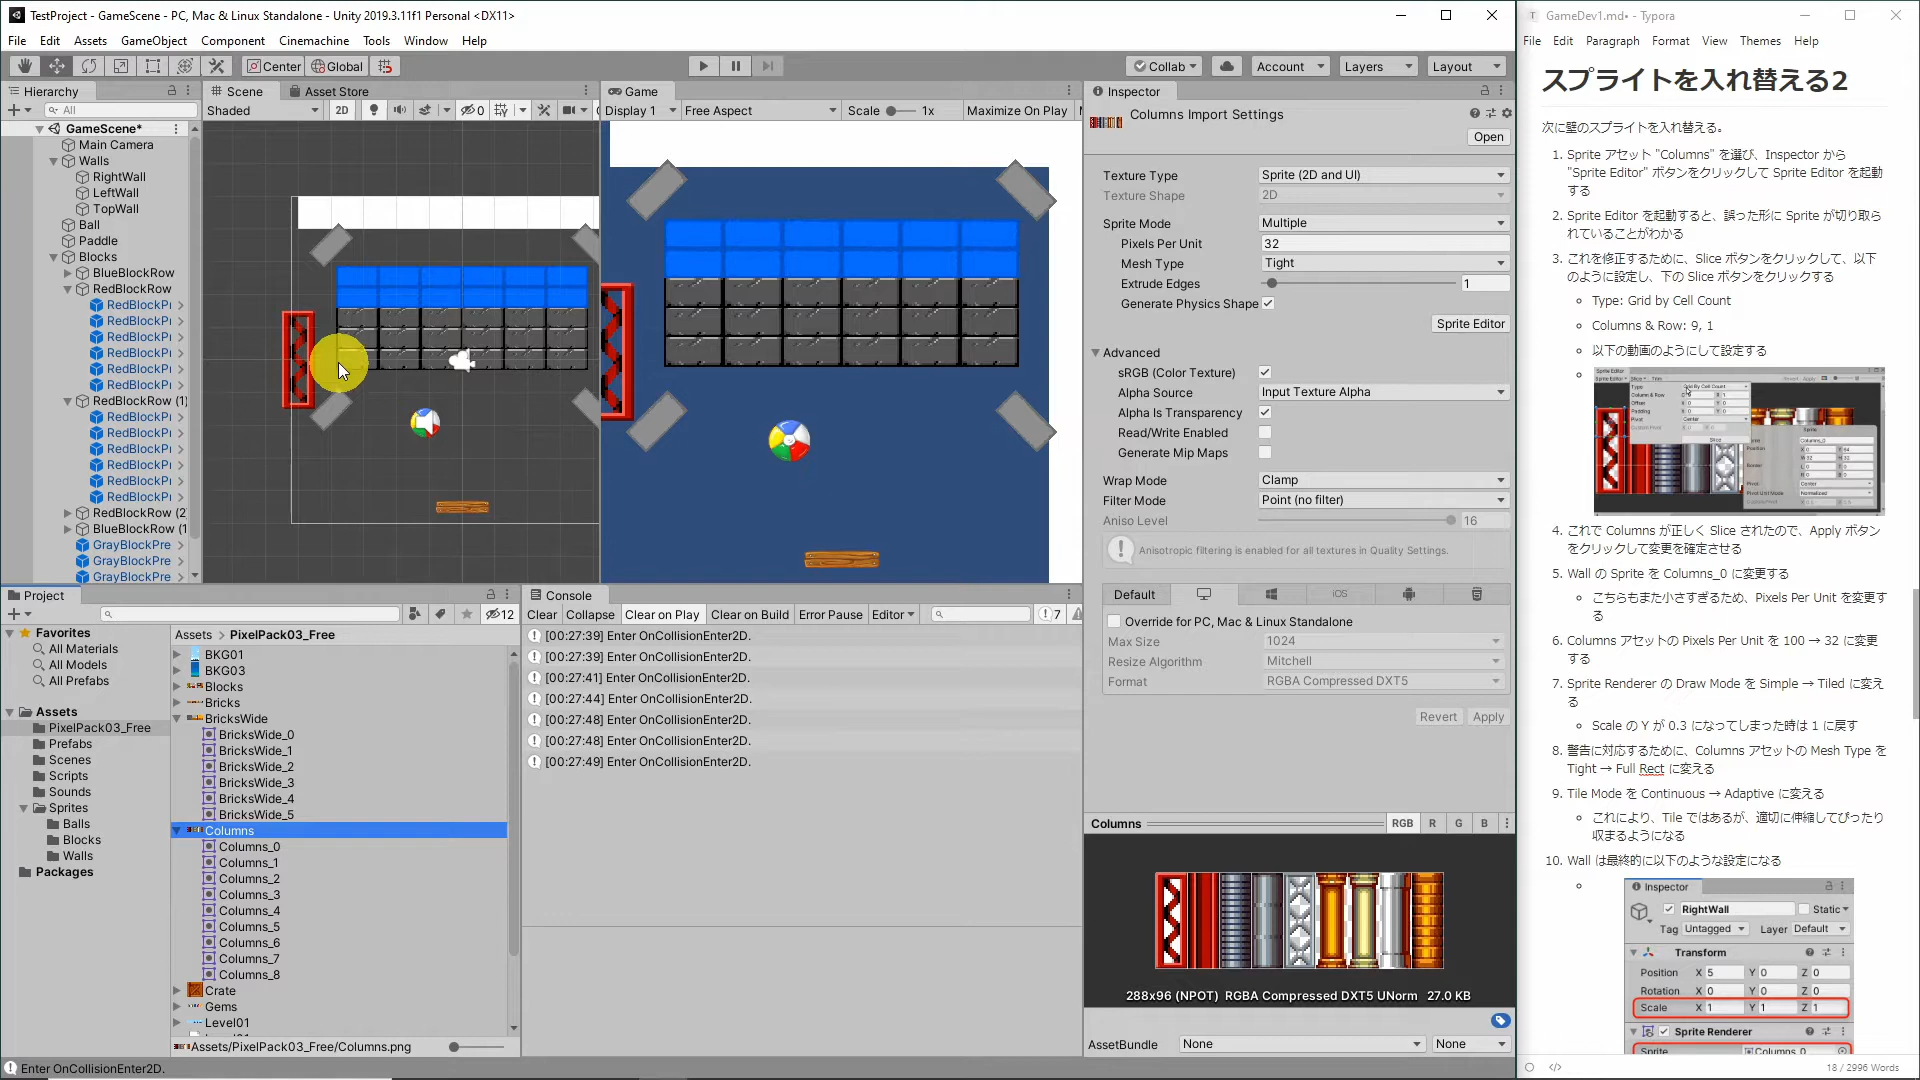 TestProject - GameScene - PC, Mac & Linux Standalone - Unity 2019.3.11f1 Personal <DX11>
File Edit Assets GameObject Component Cinemachine Tools Window Help
Center Global
Collab Account Layers Layout
Hierarchy
All
GameScene*
Main Camera
Walls
RightWall
LeftWall
TopWall
Ball
Paddle
Blocks
BlueBlockRow
RedBlockRow
RedBlockPr
RedBlockPr
RedBlockPr
RedBlockPr
RedBlockPr
RedBlockPr
RedBlockRow (1)
RedBlockPr
RedBlockPr
RedBlockPr
RedBlockPr
RedBlockPr
RedBlockPr
RedBlockRow (2)
BlueBlockRow (1
GrayBlockPre
GrayBlockPre
GrayBlockPre
Scene Asset Store
Shaded 2D 0
Game
Display 1 Free Aspect Scale 1x Maximize On Play
Inspector
Columns Import Settings
Open
Texture Type Sprite (2D and UI)
Texture Shape 2D
Sprite Mode Multiple
Pixels Per Unit 32
Mesh Type Tight
Extrude Edges 1
Generate Physics Shape
Sprite Editor
Advanced
sRGB (Color Texture)
Alpha Source Input Texture Alpha
Alpha Is Transparency
Read/Write Enabled
Generate Mip Maps
Wrap Mode Clamp
Filter Mode Point (no filter)
Aniso Level 16
Anisotropic filtering is enabled for all textures in Quality Settings.
Default iOS
Override for PC, Mac & Linux Standalone
Max Size 1024
Resize Algorithm Mitchell
Format RGBA Compressed DXT5
Revert Apply
Columns RGB R G B
288x96 (NPOT) RGBA Compressed DXT5 UNorm 27.0 KB
AssetBundle None None
Project
12
Favorites
All Materials
All Models
All Prefabs
Assets
PixelPack03_Free
Prefabs
Scenes
Scripts
Sounds
Sprites
Balls
Blocks
Walls
Packages
Assets > PixelPack03_Free
BKG01
BKG03
Blocks
Bricks
BricksWide
BricksWide_0
BricksWide_1
BricksWide_2
BricksWide_3
BricksWide_4
BricksWide_5
Columns
Columns_0
Columns_1
Columns_2
Columns_3
Columns_4
Columns_5
Columns_6
Columns_7
Columns_8
Crate
Gems
Level01
Assets/PixelPack03_Free/Columns.png
Console
Clear Collapse Clear on Play Clear on Build Error Pause Editor 7
[00:27:39] Enter OnCollisionEnter2D.
[00:27:39] Enter OnCollisionEnter2D.
[00:27:41] Enter OnCollisionEnter2D.
[00:27:44] Enter OnCollisionEnter2D.
[00:27:48] Enter OnCollisionEnter2D.
[00:27:48] Enter OnCollisionEnter2D.
[00:27:49] Enter OnCollisionEnter2D.
Enter OnCollisionEnter2D.
GameDev1.md• - Typora
File Edit Paragraph Format View Themes Help
スプライトを入れ替える2
次に壁のスプライトを入れ替える。
1. Sprite アセット "Columns" を選び、Inspector から
"Sprite Editor" ボタンをクリックして Sprite Editor を起動
する
2. Sprite Editor を起動すると、誤った形に Sprite が切り取ら
れていることがわかる
3. これを修正するために、Slice ボタンをクリックして、以下
のように設定し、下の Slice ボタンをクリックする
Type: Grid by Cell Count
Columns & Row: 9, 1
以下の動画のようにして設定する
4. これで Columns が正しく Slice されたので、Apply ボタン
をクリックして変更を確定させる
5. Wall の Sprite を Columns_0 に変更する
こちらもまた小さすぎるため、Pixels Per Unit を変更す
る
6. Columns アセットの Pixels Per Unit を 100 → 32 に変更
する
7. Sprite Renderer の Draw Mode を Simple → Tiled に変え
る
Scale の Y が 0.3 になってしまった時は 1 に戻す
8. 警告に対応するために、Columns アセットの Mesh Type を
Tight → Full Rect に変える
9. Tile Mode を Continuous → Adaptive に変える
これにより、Tile ではあるが、適切に伸縮してぴったり
収まるようになる
10. Wall は最終的に以下のような設定になる
Inspector
RightWall Static
Tag Untagged Layer Default
Transform
Position X 5 Y 0 Z 0
Rotation X 0 Y 0 Z 0
Scale X 1 Y 1 Z 1
Sprite Renderer
Sprite Columns_0
18 / 2996 Words